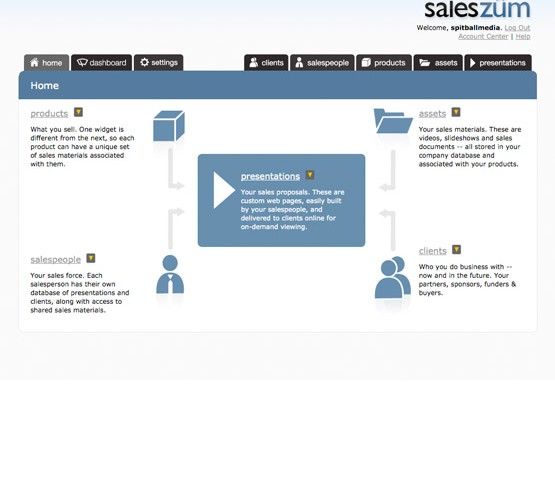 saleszūm
Welcome, spitballmedia. Log Out
Account Center | Help
home dashboard settings clients salespeople products assets presentations
Home
products
What you sell. One widget is
different from the next, so each
product can have a unique set
of sales materials associated
with them.
assets
Your sales materials. These are
videos, slideshows and sales
documents -- all stored in your
company database and
associated with your products.
presentations
Your sales proposals. These are
custom web pages, easily built
by your salespeople, and
delivered to clients online for
on-demand viewing.
salespeople
Your sales force. Each
salesperson has their own
database of presentations and
clients, along with access to
shared sales materials.
clients
Who you do business with --
now and in the future. Your
partners, sponsors, funders &
buyers.